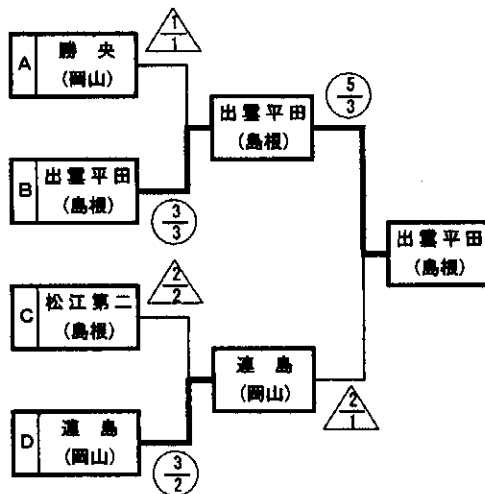 A 勝央
(岡山)
1
1
B 出雲平田
(島根)
3
3
出雲平田
(島根)
5
3
C 松江第二
(島根)
2
2
D 連島
(岡山)
3
2
連島
(岡山)
2
1
出雲平田
(島根)